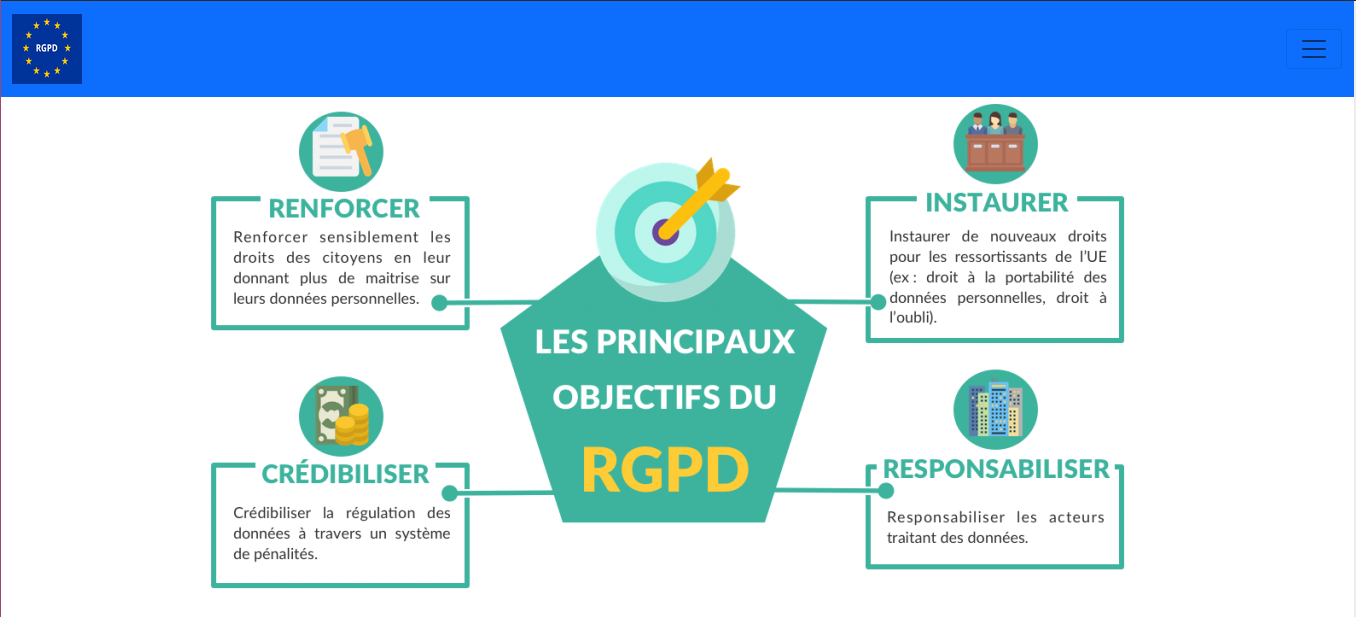 RGPD
RENFORCER
Renforcer sensiblement les
droits des citoyens en leur
donnant plus de maitrise sur
leurs données personnelles.
INSTAURER
Instaurer de nouveaux droits
pour les ressortissants de l’UE
(ex : droit à la portabilité des
données personnelles, droit à
l’oubli).
LES PRINCIPAUX
OBJECTIFS DU
RGPD
CRÉDIBILISER
Crédibiliser la régulation des
données à travers un système
de pénalités.
RESPONSABILISER
Responsabiliser les acteurs
traitant des données.